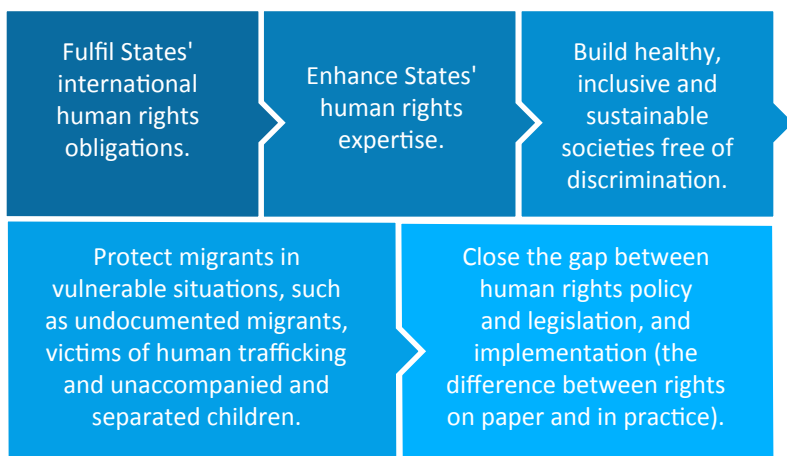 Fulfil States'
international
human rights
obligations.
Enhance States'
human rights
expertise.
Build healthy,
inclusive and
sustainable
societies free of
discrimination.
Protect migrants in
vulnerable situations, such
as undocumented migrants,
victims of human trafficking
and unaccompanied and
separated children.
Close the gap between
human rights policy
and legislation, and
implementation (the
difference between rights
on paper and in practice).